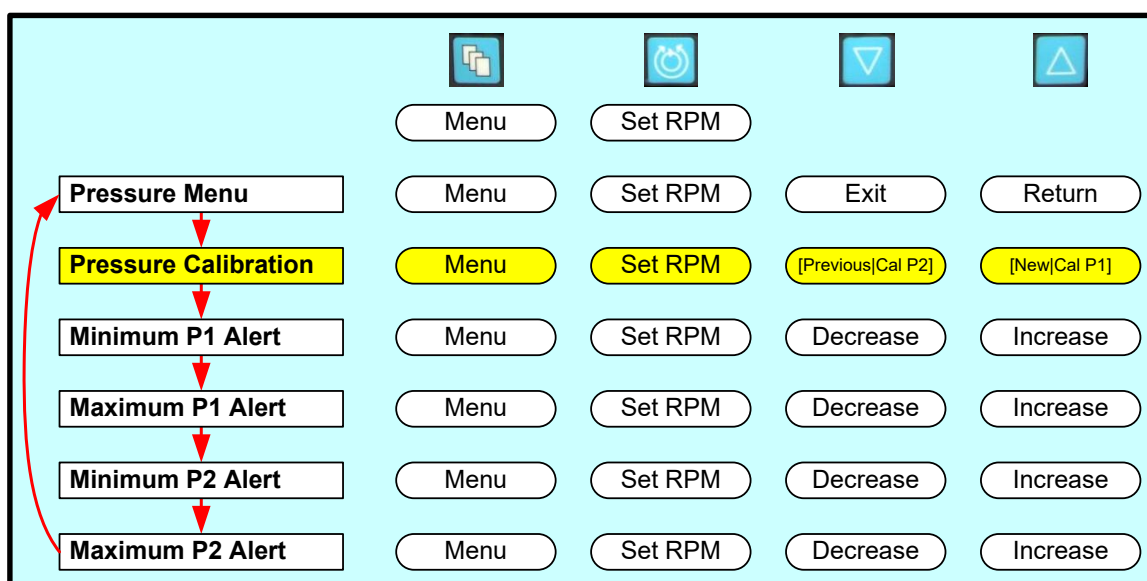 Menu Set RPM
Pressure Menu Menu Set RPM Exit Return
Pressure Calibration Menu Set RPM [Previous|Cal P2] [New|Cal P1]
Minimum P1 Alert Menu Set RPM Decrease Increase
Maximum P1 Alert Menu Set RPM Decrease Increase
Minimum P2 Alert Menu Set RPM Decrease Increase
Maximum P2 Alert Menu Set RPM Decrease Increase